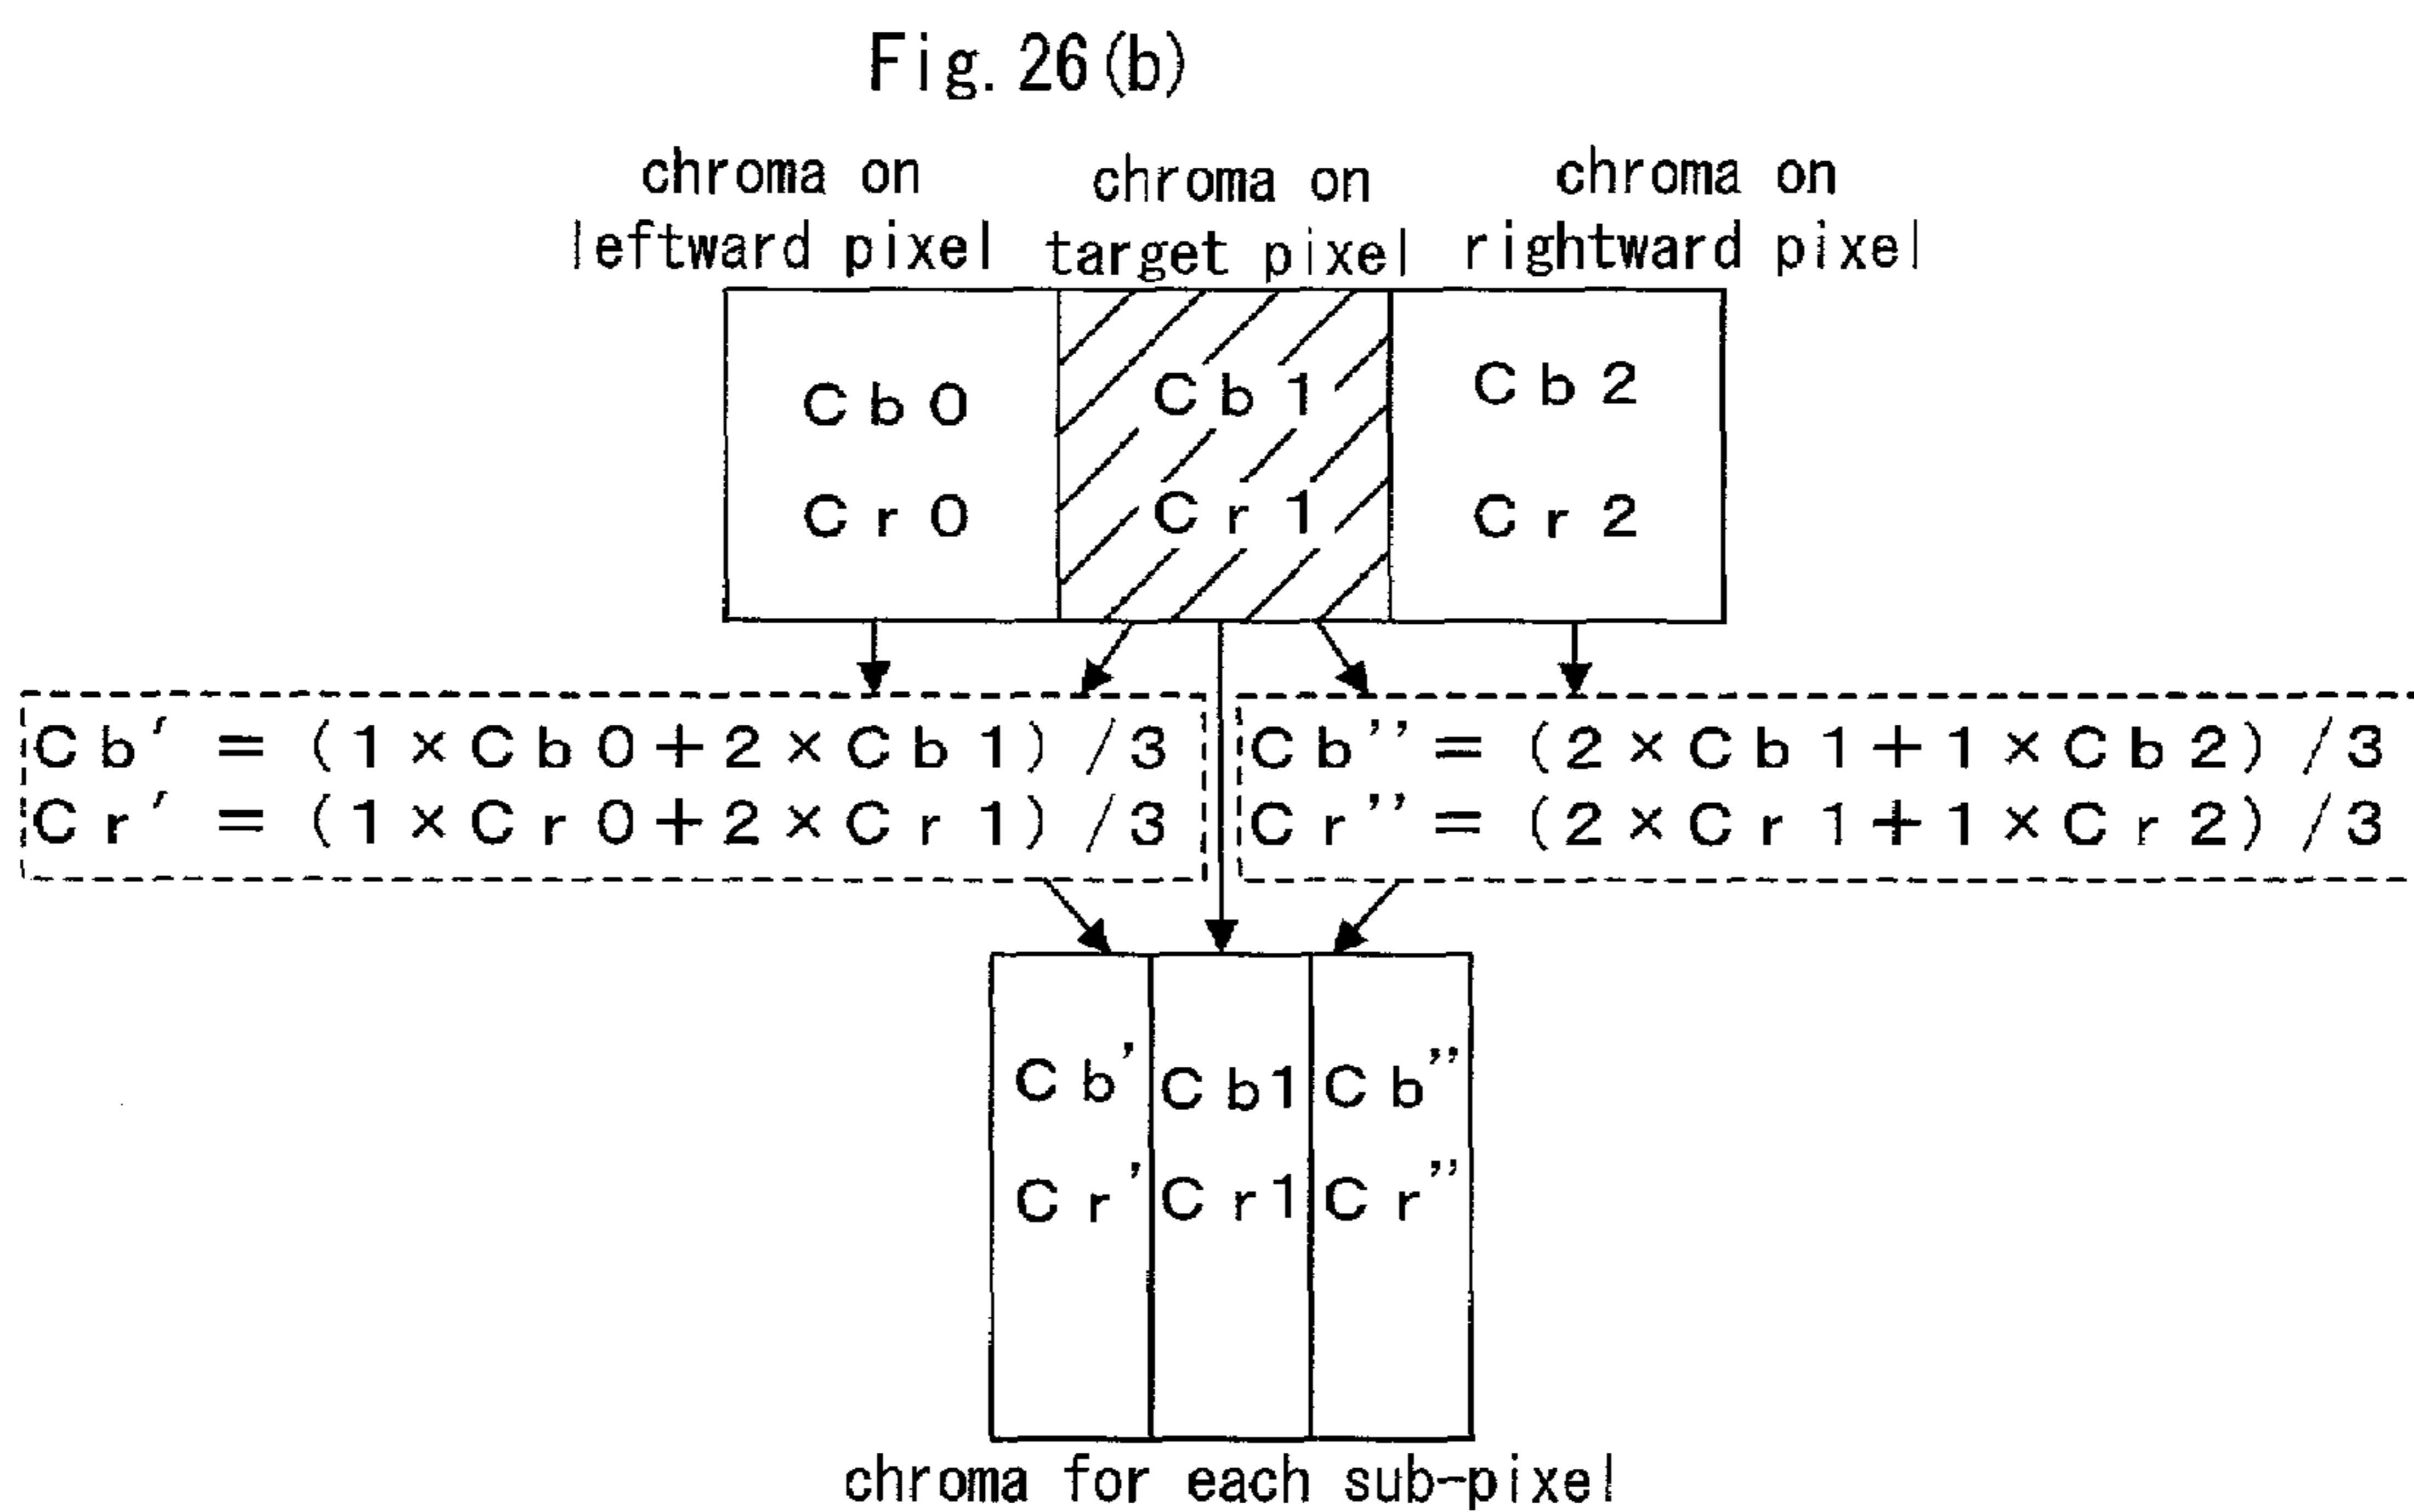 Fig. 26(b)
chroma on
leftward pixel
chroma on
target pixel
chroma on
rightward pixel
Cb0
Cr0
Cb1
Cr1
Cb2
Cr2
Cb' = (1×Cb0+2×Cb1)/3
Cr' = (1×Cr0+2×Cr1)/3
Cb''= (2×Cb1+1×Cb2)/3
Cr''= (2×Cr1+1×Cr2)/3
Cb' Cb1 Cb''
Cr' Cr1 Cr''
chroma for each sub-pixel